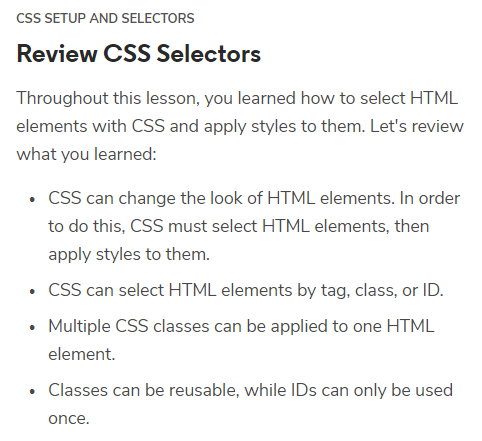 CSS SETUP AND SELECTORS
Review CSS Selectors
Throughout this lesson, you learned how to select HTML
elements with CSS and apply styles to them. Let's review
what you learned:
• CSS can change the look of HTML elements. In order
to do this, CSS must select HTML elements, then
apply styles to them.
• CSS can select HTML elements by tag, class, or ID.
• Multiple CSS classes can be applied to one HTML
element.
• Classes can be reusable, while IDs can only be used
once.